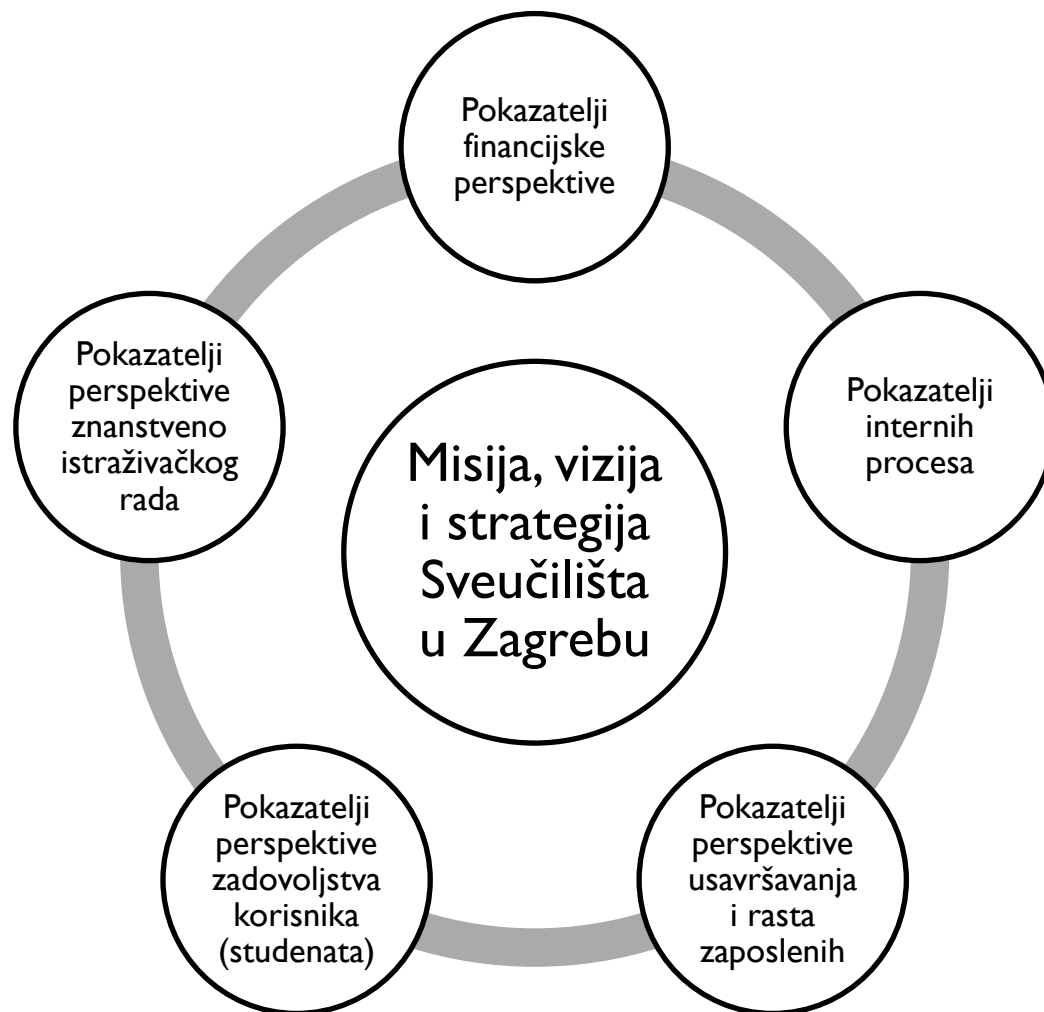 Pokazatelji
financijske
perspektive
Pokazatelji
perspektive
znanstveno
istraživačkog
rada
Pokazatelji
internih
procesa
Misija, vizija
i strategija
Sveučilišta
u Zagrebu
Pokazatelji
perspektive
zadovoljstva
korisnika
(studenata)
Pokazatelji
perspektive
usavršavanja
i rasta
zaposlenih